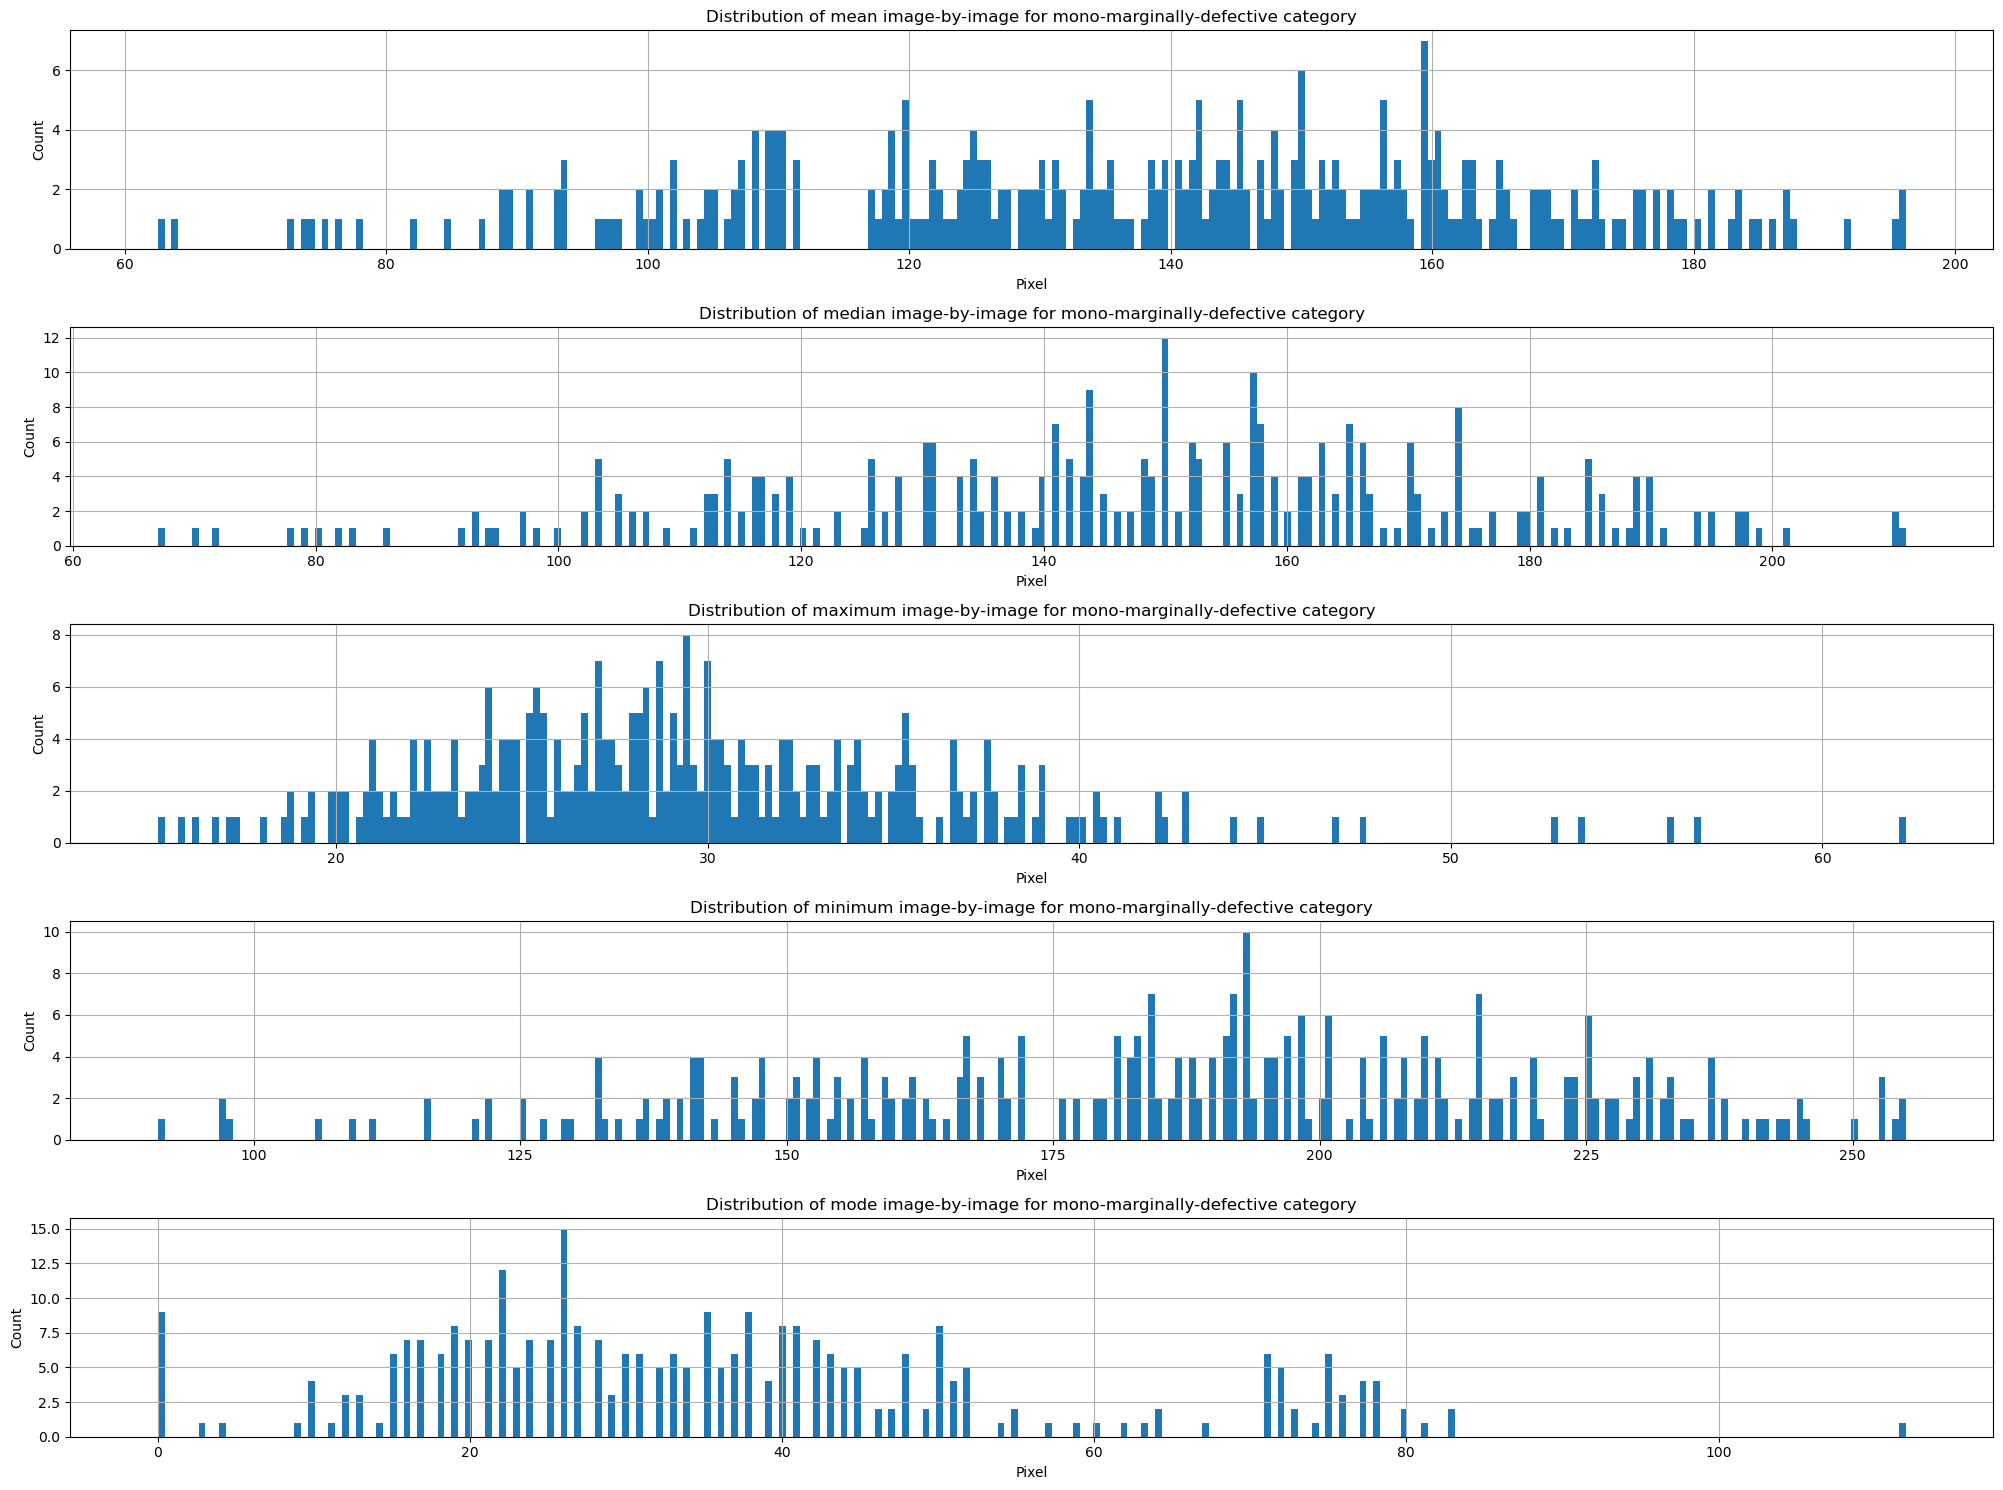 Distribution of mean image-by-image for mono-marginally-defective category
6
4
2
0
Count
60 80 100 120 140 160 180 200
Pixel
Distribution of median image-by-image for mono-marginally-defective category
12
10
8
6
4
2
0
Count
60 80 100 120 140 160 180 200
Pixel
Distribution of maximum image-by-image for mono-marginally-defective category
8
6
4
2
0
Count
20 30 40 50 60
Pixel
Distribution of minimum image-by-image for mono-marginally-defective category
10
8
6
4
2
0
Count
100 125 150 175 200 225 250
Pixel
Distribution of mode image-by-image for mono-marginally-defective category
15.0
12.5
10.0
7.5
5.0
2.5
0.0
Count
0 20 40 60 80 100
Pixel